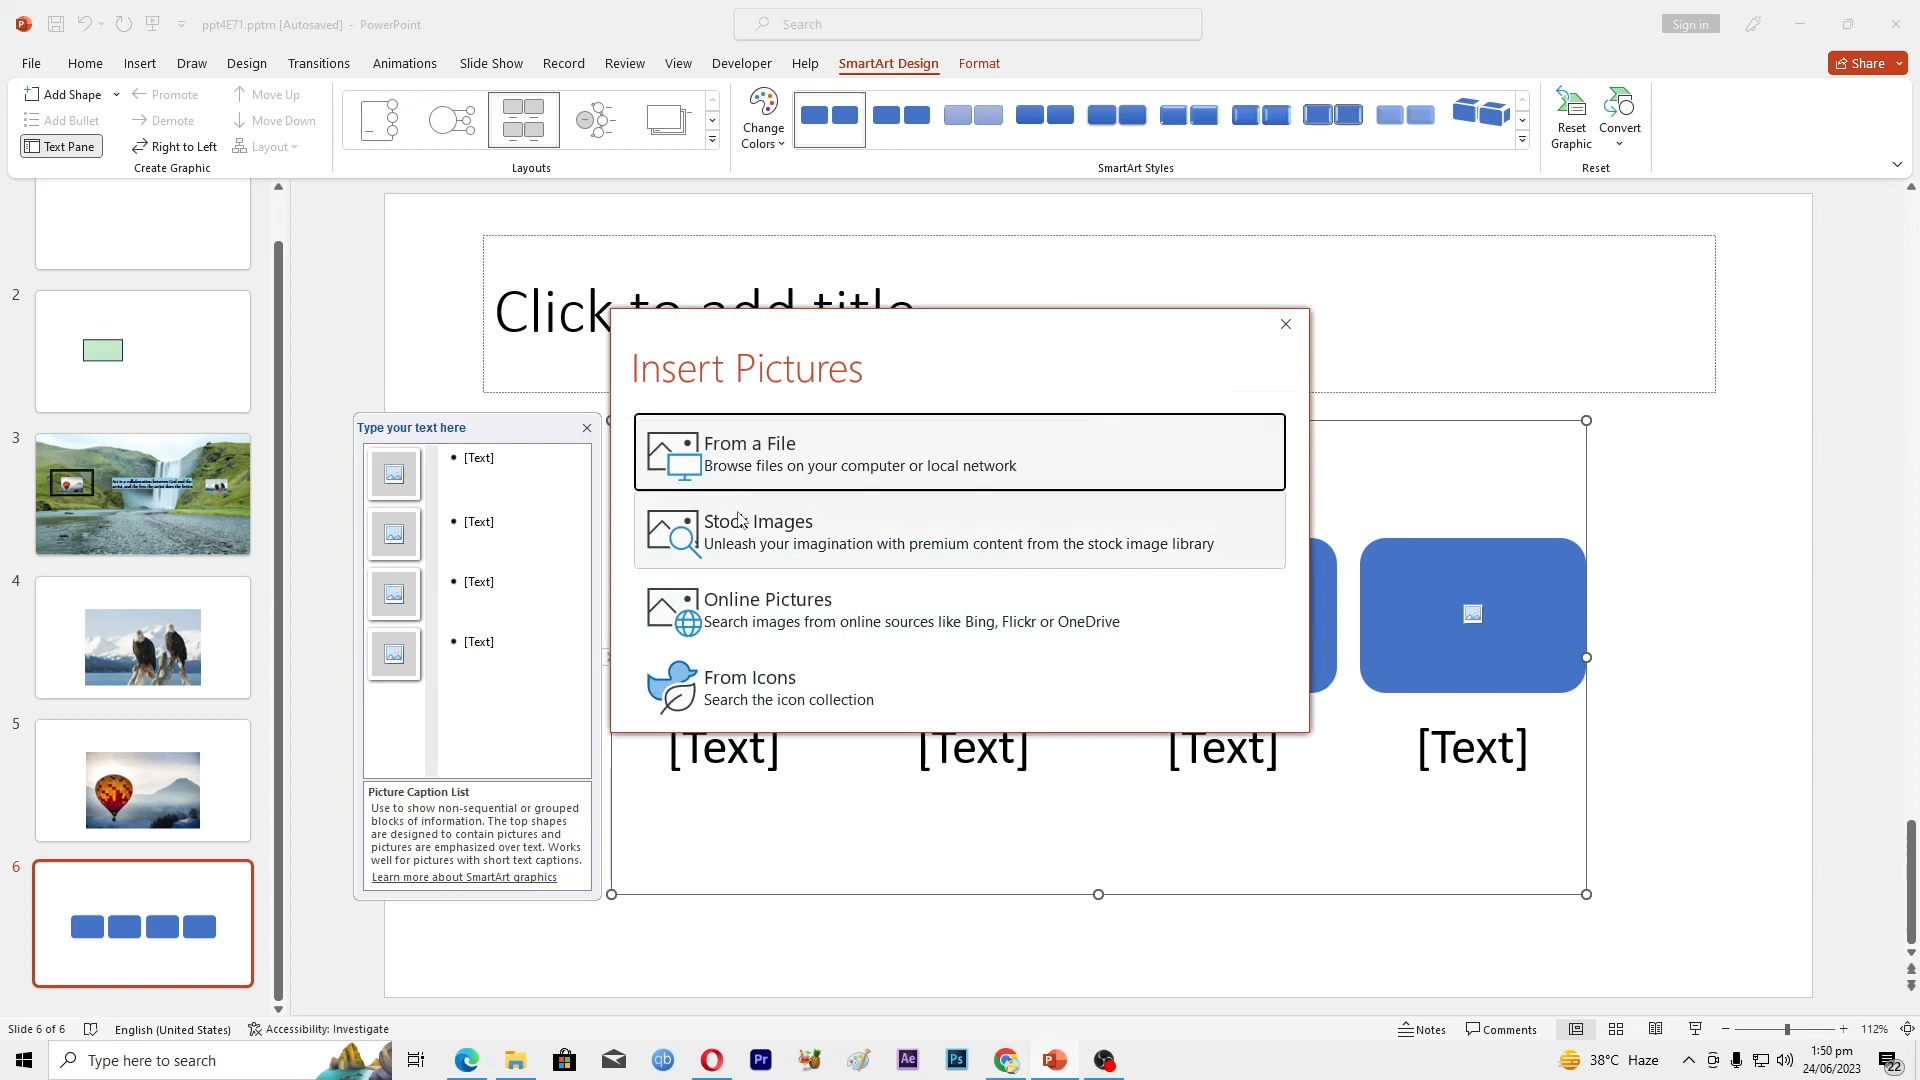 ppt4E71.pptm [Autosaved] - PowerPoint
Search
Sign in
File Home Insert Draw Design Transitions Animations Slide Show Record Review View Developer Help SmartArt Design Format
Share
Add Shape Promote Move Up
Add Bullet Demote Move Down
Text Pane Right to Left Layout
Create Graphic
Layouts
Change
Colors
SmartArt Styles
Reset
Graphic
Convert
Reset
2
3
4
5
6
Click to add title
Insert Pictures
From a File
Browse files on your computer or local network
Stock Images
Unleash your imagination with premium content from the stock image library
Online Pictures
Search images from online sources like Bing, Flickr or OneDrive
From Icons
Search the icon collection
Type your text here
[Text]
[Text]
[Text]
[Text]
Picture Caption List
Use to show non-sequential or grouped
blocks of information. The top shapes
are designed to contain pictures and
pictures are emphasized over text. Works
well for pictures with short text captions.
Learn more about SmartArt graphics
[Text] [Text] [Text] [Text]
Slide 6 of 6 English (United States) Accessibility: Investigate
Notes Comments 112%
Type here to search
qb Pr Ae Ps
38°C Haze
1:50 pm
24/06/2023
22